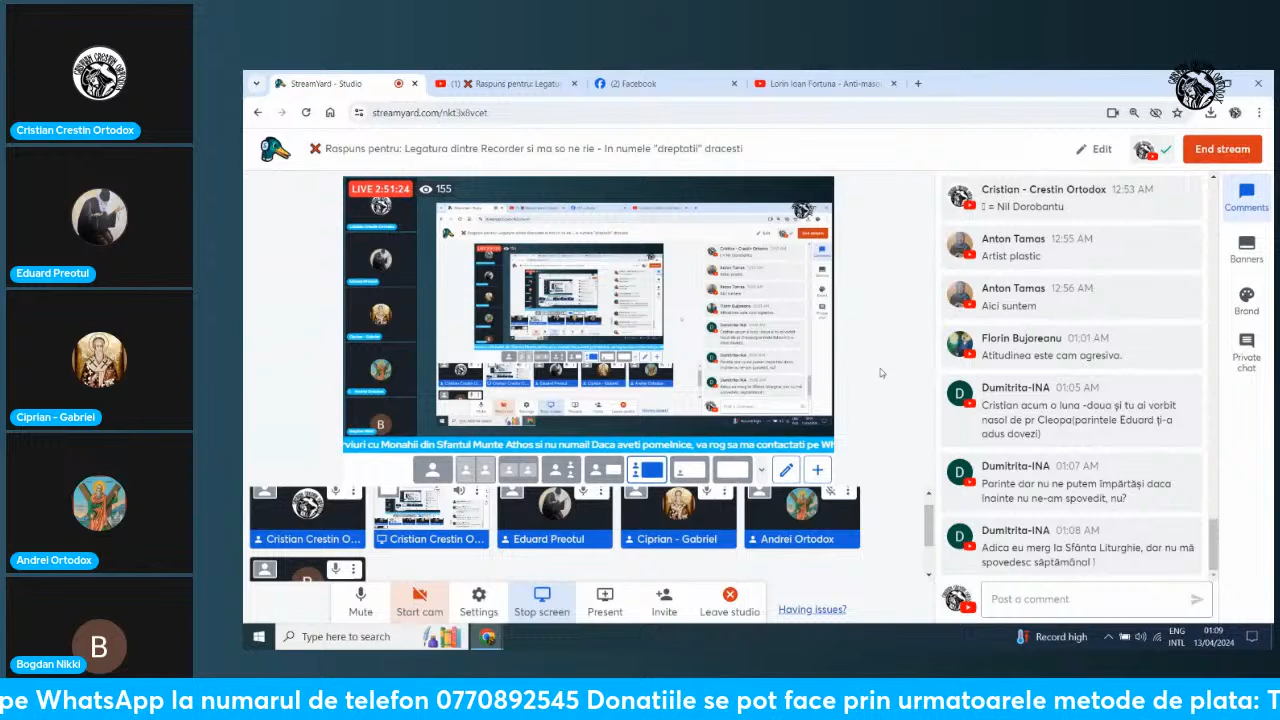 Cristian Crestin Ortodox
Eduard Preotul
Ciprian - Gabriel
Andrei Ortodox
B
Bogdan Nikki
StreamYard - Studio
(1) ❌ Raspuns pentru: Legatu
(2) Facebook
Lorin Ioan Fortuna - Anti-maso
streamyard.com/nkt3x8vcet
❌ Raspuns pentru: Legatura dintre Recorder si ma so ne rie - In numele "dreptatii" dracesti
Edit
End stream
LIVE 2:51:24
155
rviuri cu Monahii din Sfantul Munte Athos si nu numai! Daca aveti pomelnice, va rog sa ma contactati pe Wh
Cristian Crestin O...
Cristian Crestin O...
Eduard Preotul
Ciprian - Gabriel
Andrei Ortodox
Mute
Start cam
Settings
Stop screen
Present
Invite
Leave studio
Having issues?
Cristian - Crestin Ortodox 12:53 AM
▯ = Nil Dorobantu
Anton Tamas 12:55 AM
Artist plastic
Anton Tamas 12:56 AM
Aici suntem
Florin Bujoreanu 01:01 AM
Atitudinea este cam agresiva.
D
Dumitrita-INA 01:05 AM
Cristian acum o luna-doua și tu ai vorbit
nasol de pr Cleopa(parintele Eduard ți-a
adus dovezi)
D
Dumitrita-INA 01:07 AM
Parinte dar nu ne putem împărtăși daca
înainte nu ne-am spovedit, nu?
D
Dumitrita-INA 01:08 AM
Adica eu merg la Sfânta Liturghie, dar nu mă
spovedesc săptămânal !
Post a comment
Comments
Banners
Brand
Private
chat
Type here to search
Record high
ENG
INTL
01:09
13/04/2024
pe WhatsApp la numarul de telefon 0770892545 Donatiile se pot face prin urmatoarele metode de plata: T